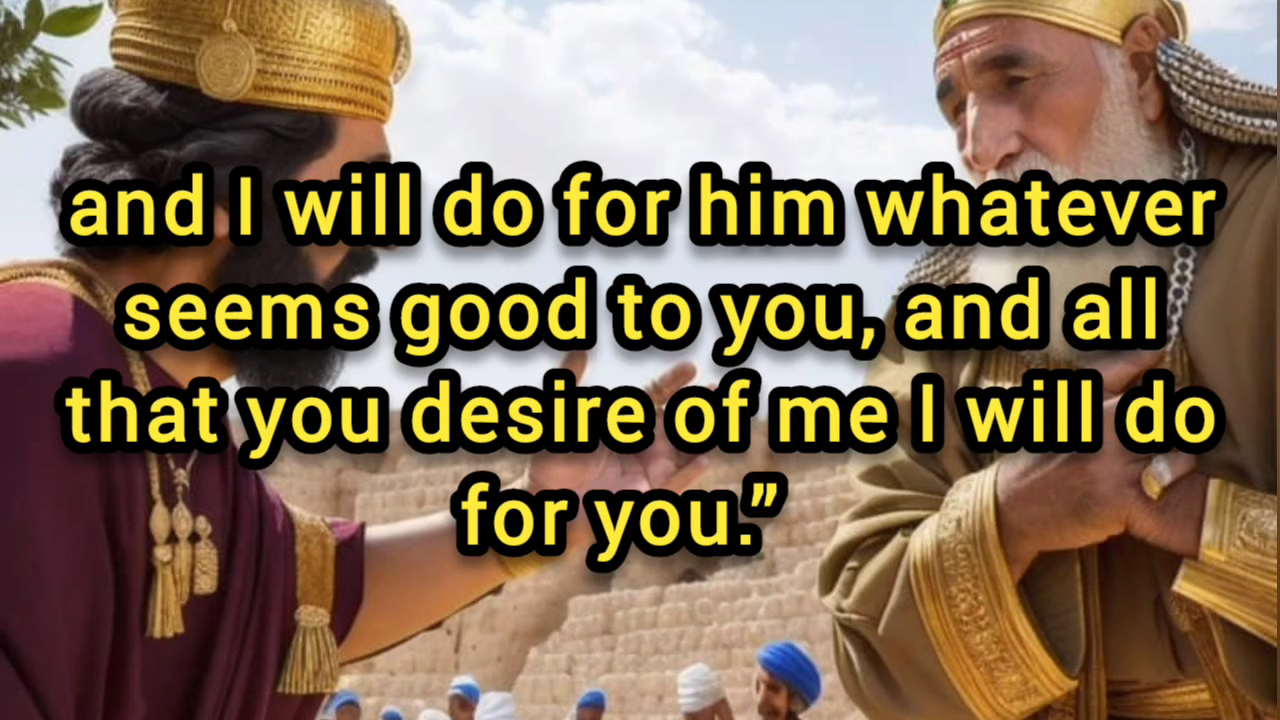 and I will do for him whatever
seems good to you, and all
that you desire of me I will do
for you.”